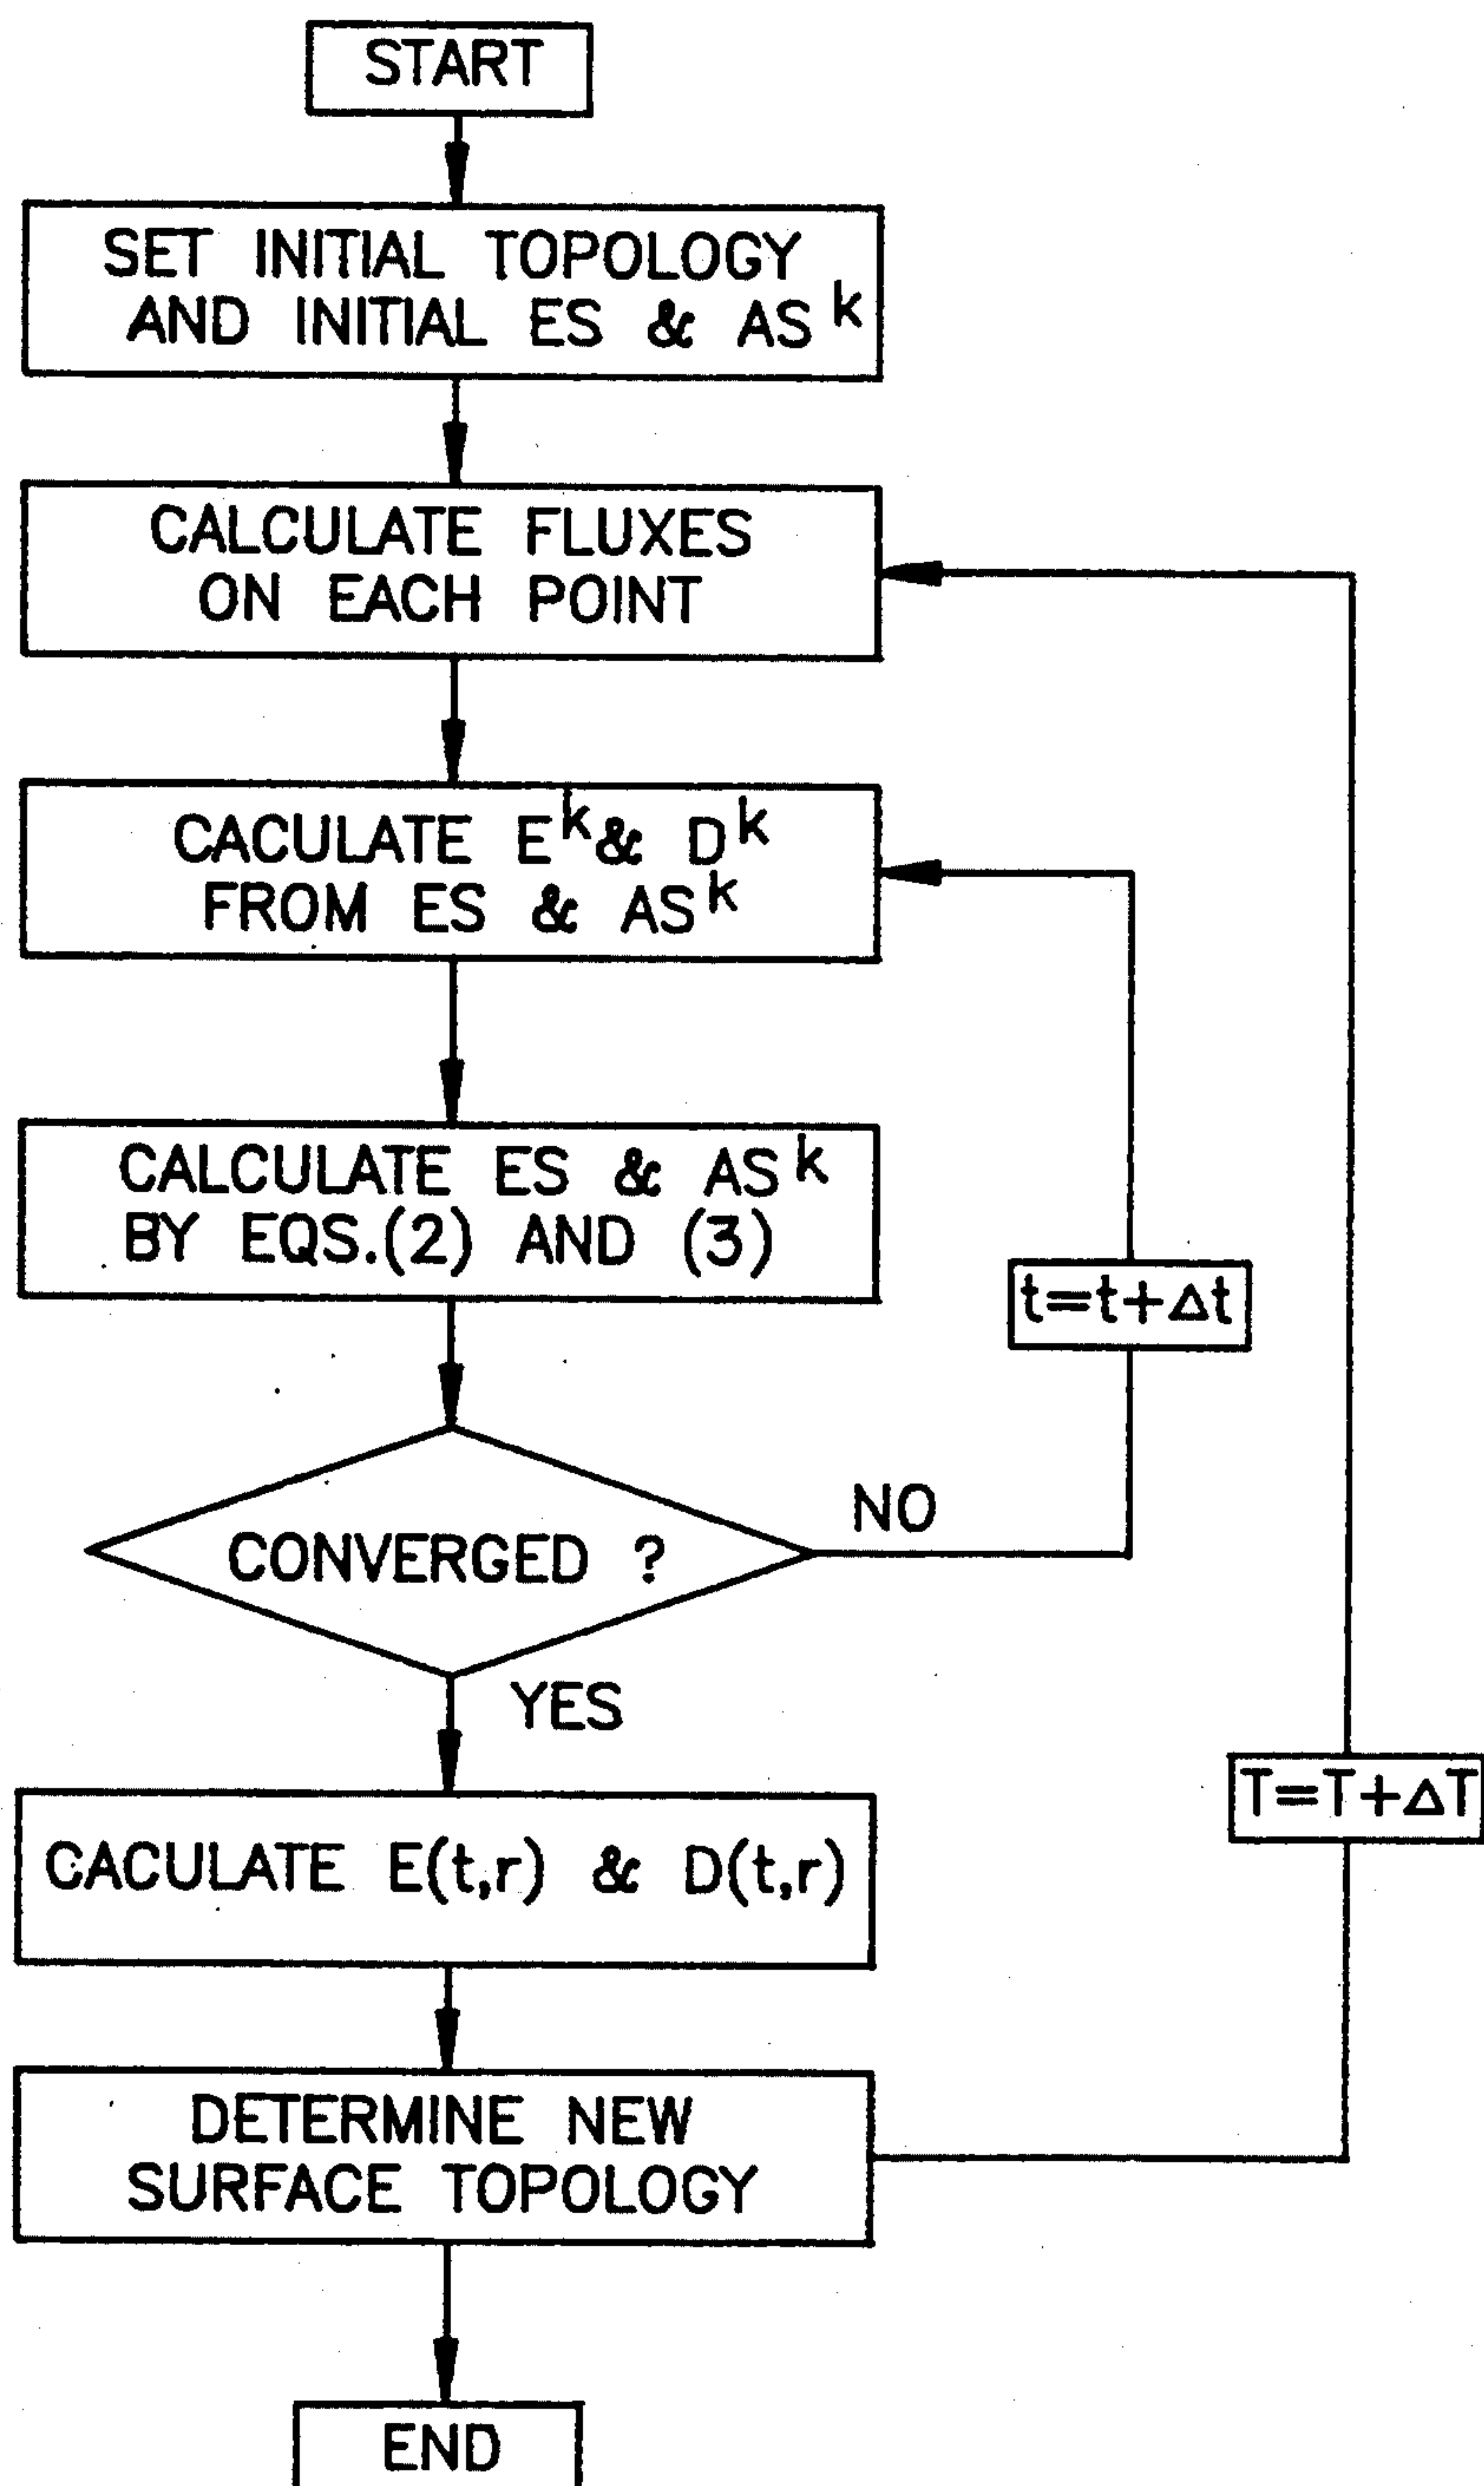 START
SET INITIAL TOPOLOGY
AND INITIAL ES & AS^k
CALCULATE FLUXES
ON EACH POINT
CACULATE E^k & D^k
FROM ES & AS^k
CALCULATE ES & AS^k
BY EQS.(2) AND (3)
t=t+Δt
CONVERGED ?
NO
YES
CACULATE E(t,r) & D(t,r)
T=T+ΔT
DETERMINE NEW
SURFACE TOPOLOGY
END